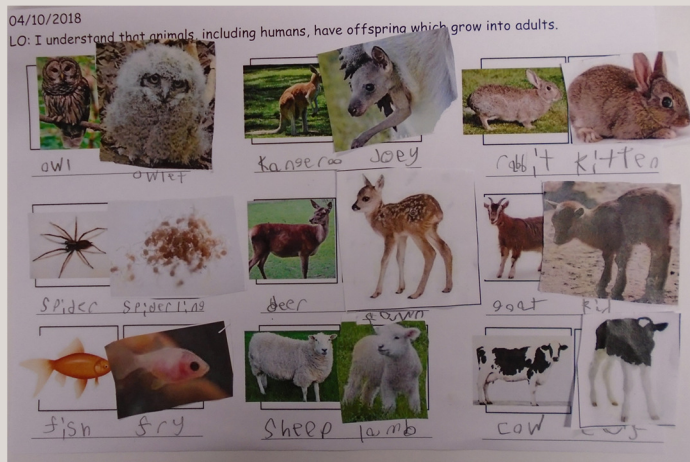 04/10/2018
LO: I understand that animals, including humans, have offspring which grow into adults.
owl owlet
kangeroo Joey
rabbit kitten
spider spiderling
deer
goat kid
fish fry
Sheep lamb
cow